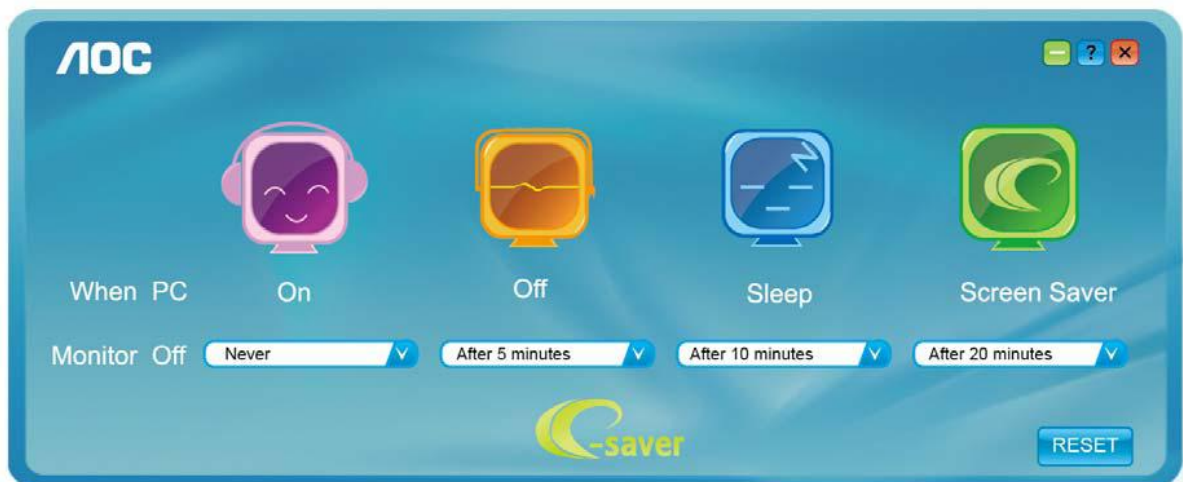 AOC
?
When PC On Off Sleep Screen Saver
Monitor Off Never After 5 minutes After 10 minutes After 20 minutes
e-saver
RESET